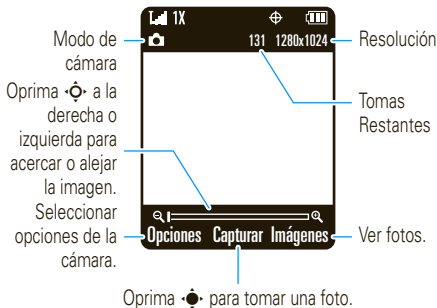 1X
Modo de
cámara
131 1280x1024
Resolución
Oprima a la
derecha o
izquierda para
acercar o alejar
la imagen.
Tomas
Restantes
Seleccionar
opciones de la
cámara.
Opciones Capturar Imágenes
Ver fotos.
Oprima para tomar una foto.